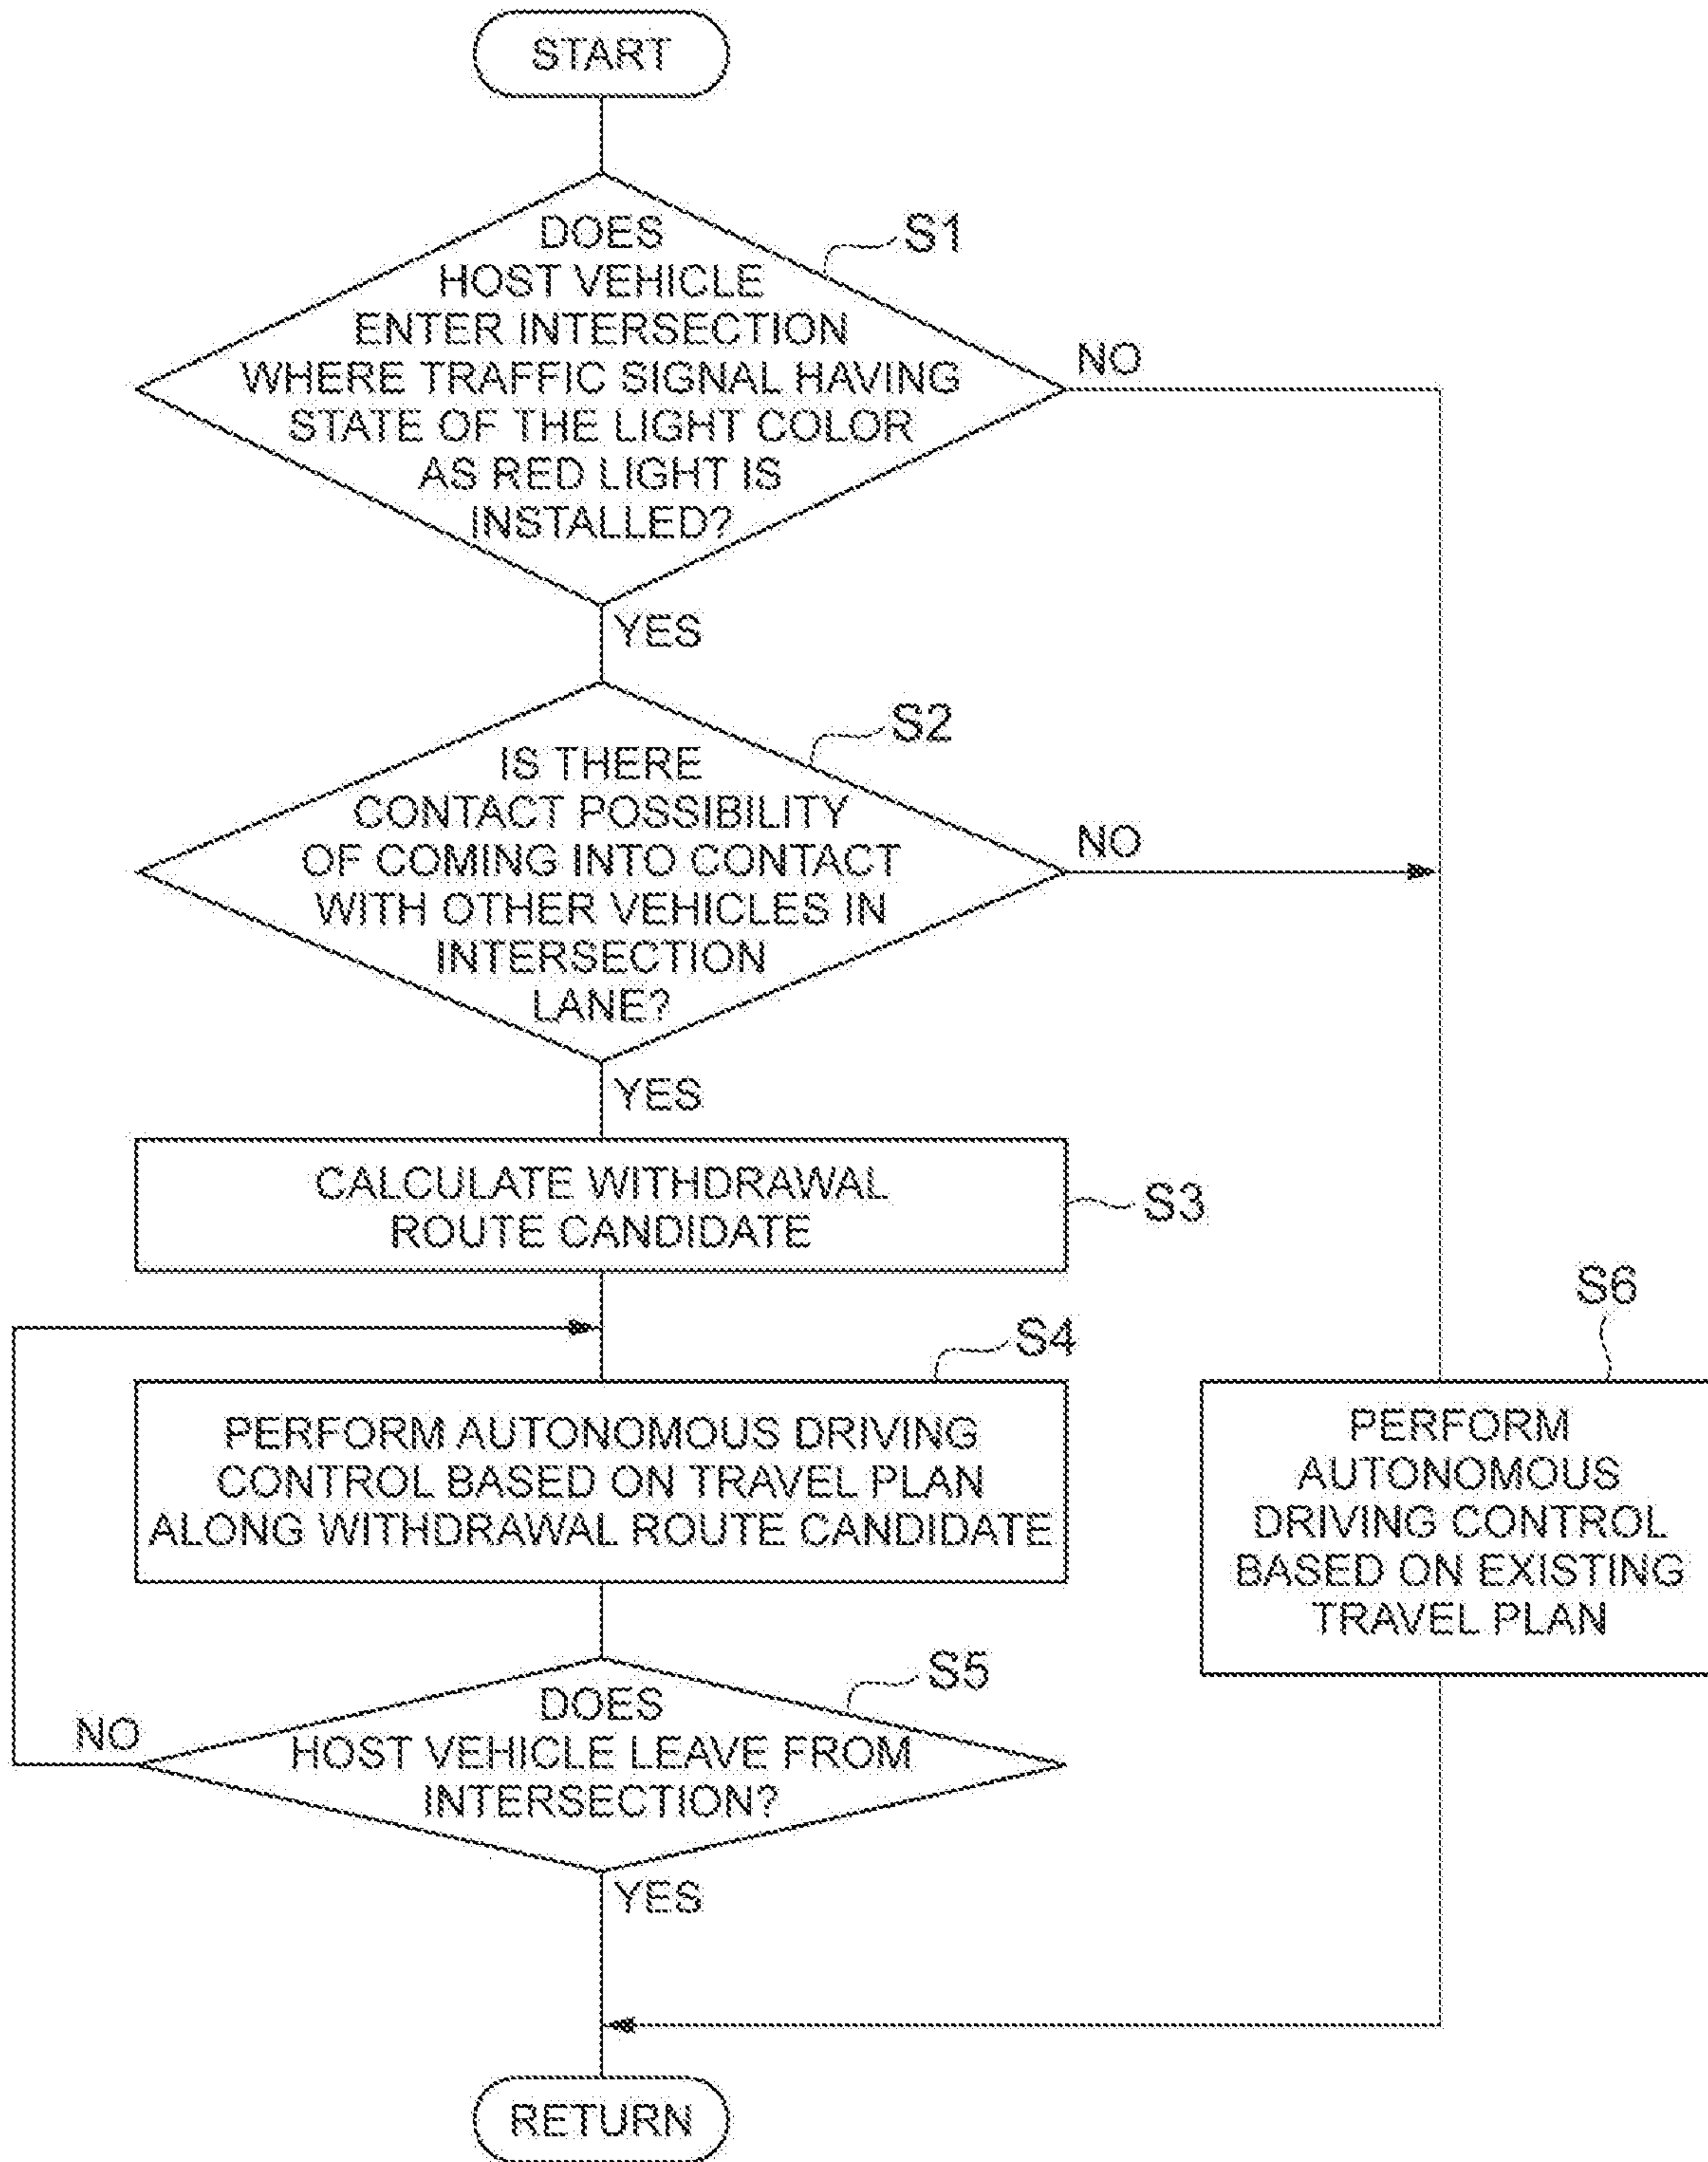 START
DOES
HOST VEHICLE
ENTER INTERSECTION
WHERE TRAFFIC SIGNAL HAVING
STATE OF THE LIGHT COLOR
AS RED LIGHT IS
INSTALLED?
S1
NO
YES
IS THERE
CONTACT POSSIBILITY
OF COMING INTO CONTACT
WITH OTHER VEHICLES IN
INTERSECTION
LANE?
S2
NO
YES
CALCULATE WITHDRAWAL
ROUTE CANDIDATE
S3
PERFORM AUTONOMOUS DRIVING
CONTROL BASED ON TRAVEL PLAN
ALONG WITHDRAWAL ROUTE CANDIDATE
S4
PERFORM
AUTONOMOUS
DRIVING CONTROL
BASED ON EXISTING
TRAVEL PLAN
S6
DOES
HOST VEHICLE LEAVE FROM
INTERSECTION?
S5
NO
YES
RETURN